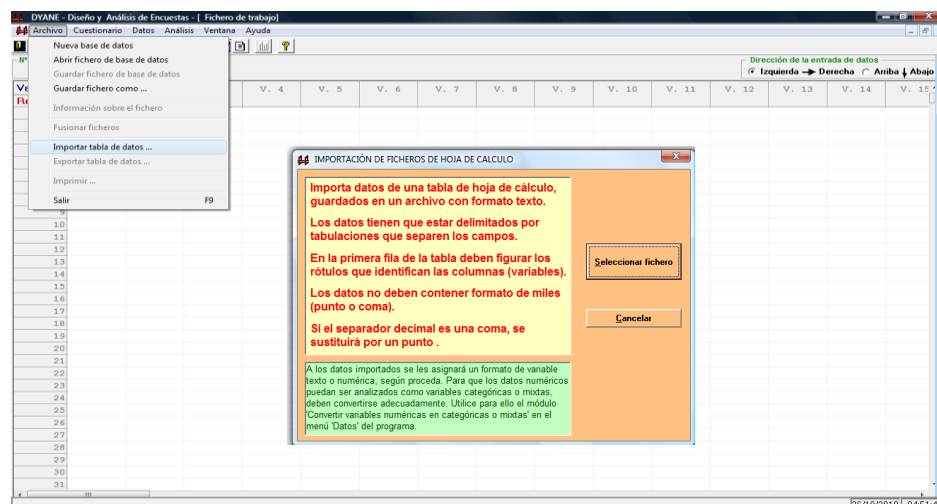 DYANE - Diseño y Análisis de Encuestas - [ Fichero de trabajo]
Archivo Cuestionario Datos Análisis Ventana Ayuda
Nueva base de datos
Abrir fichero de base de datos
Guardar fichero de base de datos
Guardar fichero como ...
Información sobre el fichero
Fusionar ficheros
Importar tabla de datos ...
Exportar tabla de datos ...
Imprimir ...
Salir F9
Dirección de la entrada de datos
Izquierda Derecha Arriba Abajo
V. 4 V. 5 V. 6 V. 7 V. 8 V. 9 V. 10 V. 11 V. 12 V. 13 V. 14 V. 15
9
10
11
12
13
14
15
16
17
18
19
20
21
22
23
24
25
26
27
28
29
30
31
IMPORTACIÓN DE FICHEROS DE HOJA DE CALCULO
Importa datos de una tabla de hoja de cálculo,
guardados en un archivo con formato texto.
Los datos tienen que estar delimitados por
tabulaciones que separen los campos.
En la primera fila de la tabla deben figurar los
rótulos que identifican las columnas (variables).
Los datos no deben contener formato de miles
(punto o coma).
Si el separador decimal es una coma, se
sustituirá por un punto .
Seleccionar fichero
Cancelar
A los datos importados se les asignará un formato de variable
texto o numérica, según proceda. Para que los datos numéricos
puedan ser analizados como variables categóricas o mixtas,
deben convertirse adecuadamente. Utilice para ello el módulo
'Convertir variables numéricas en categóricas o mixtas' en el
menú 'Datos' del programa.